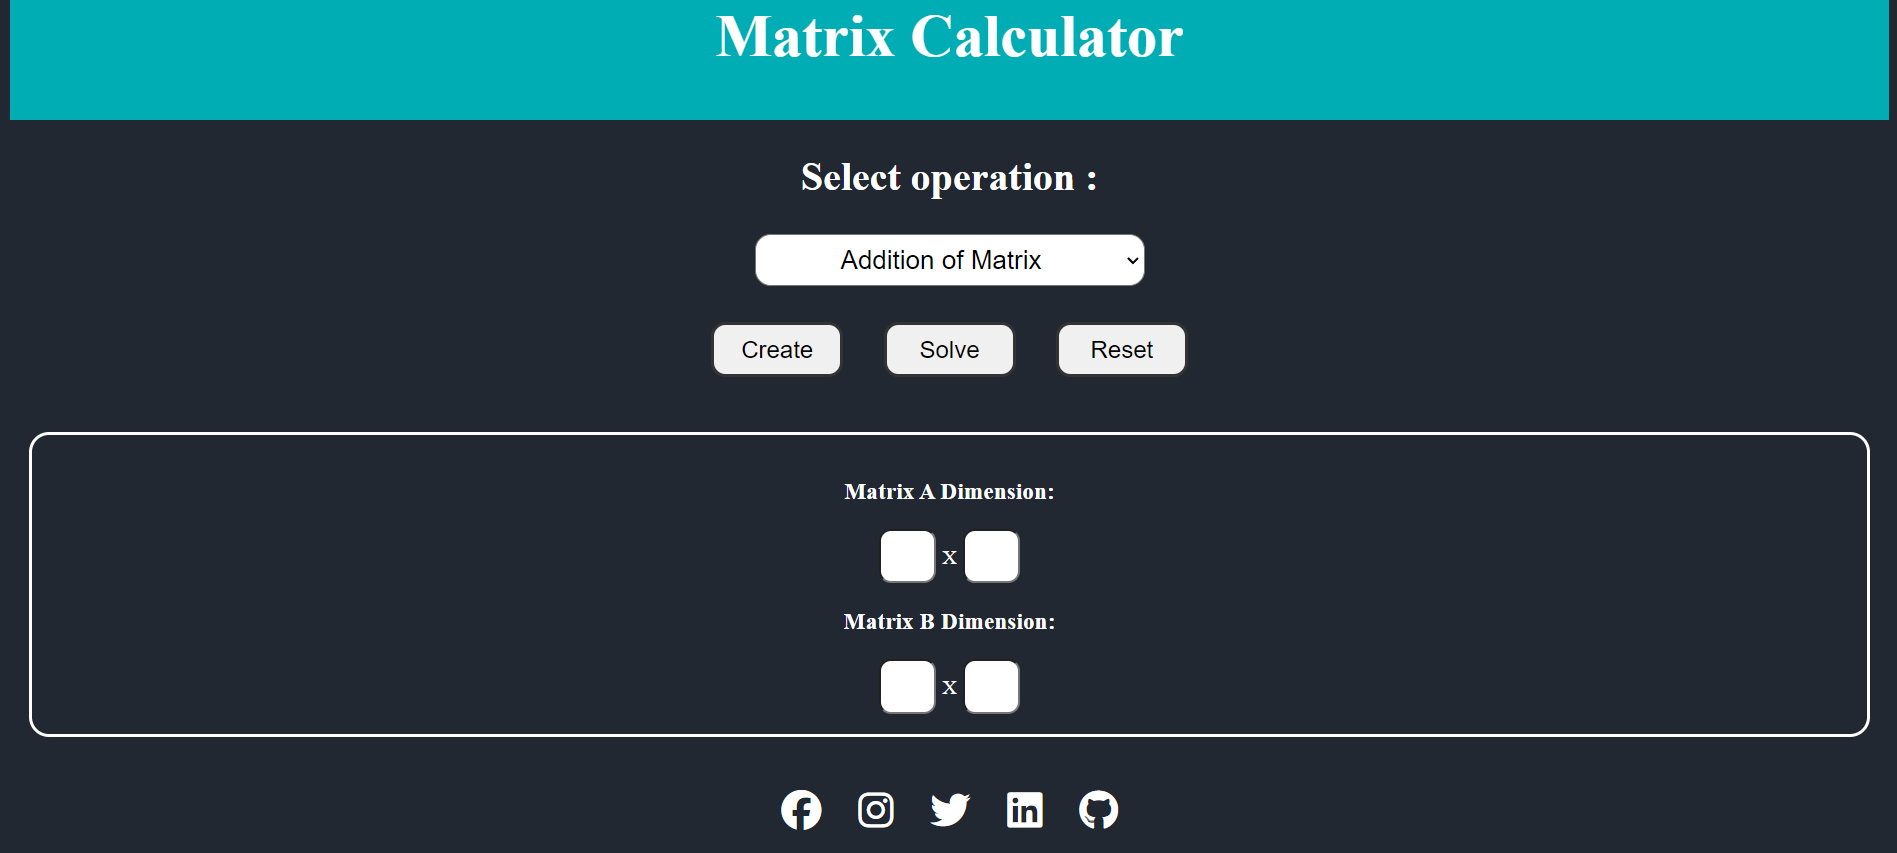 Matrix Calculator
Select operation :
Addition of Matrix
Create Solve Reset
Matrix A Dimension:
x
Matrix B Dimension:
x